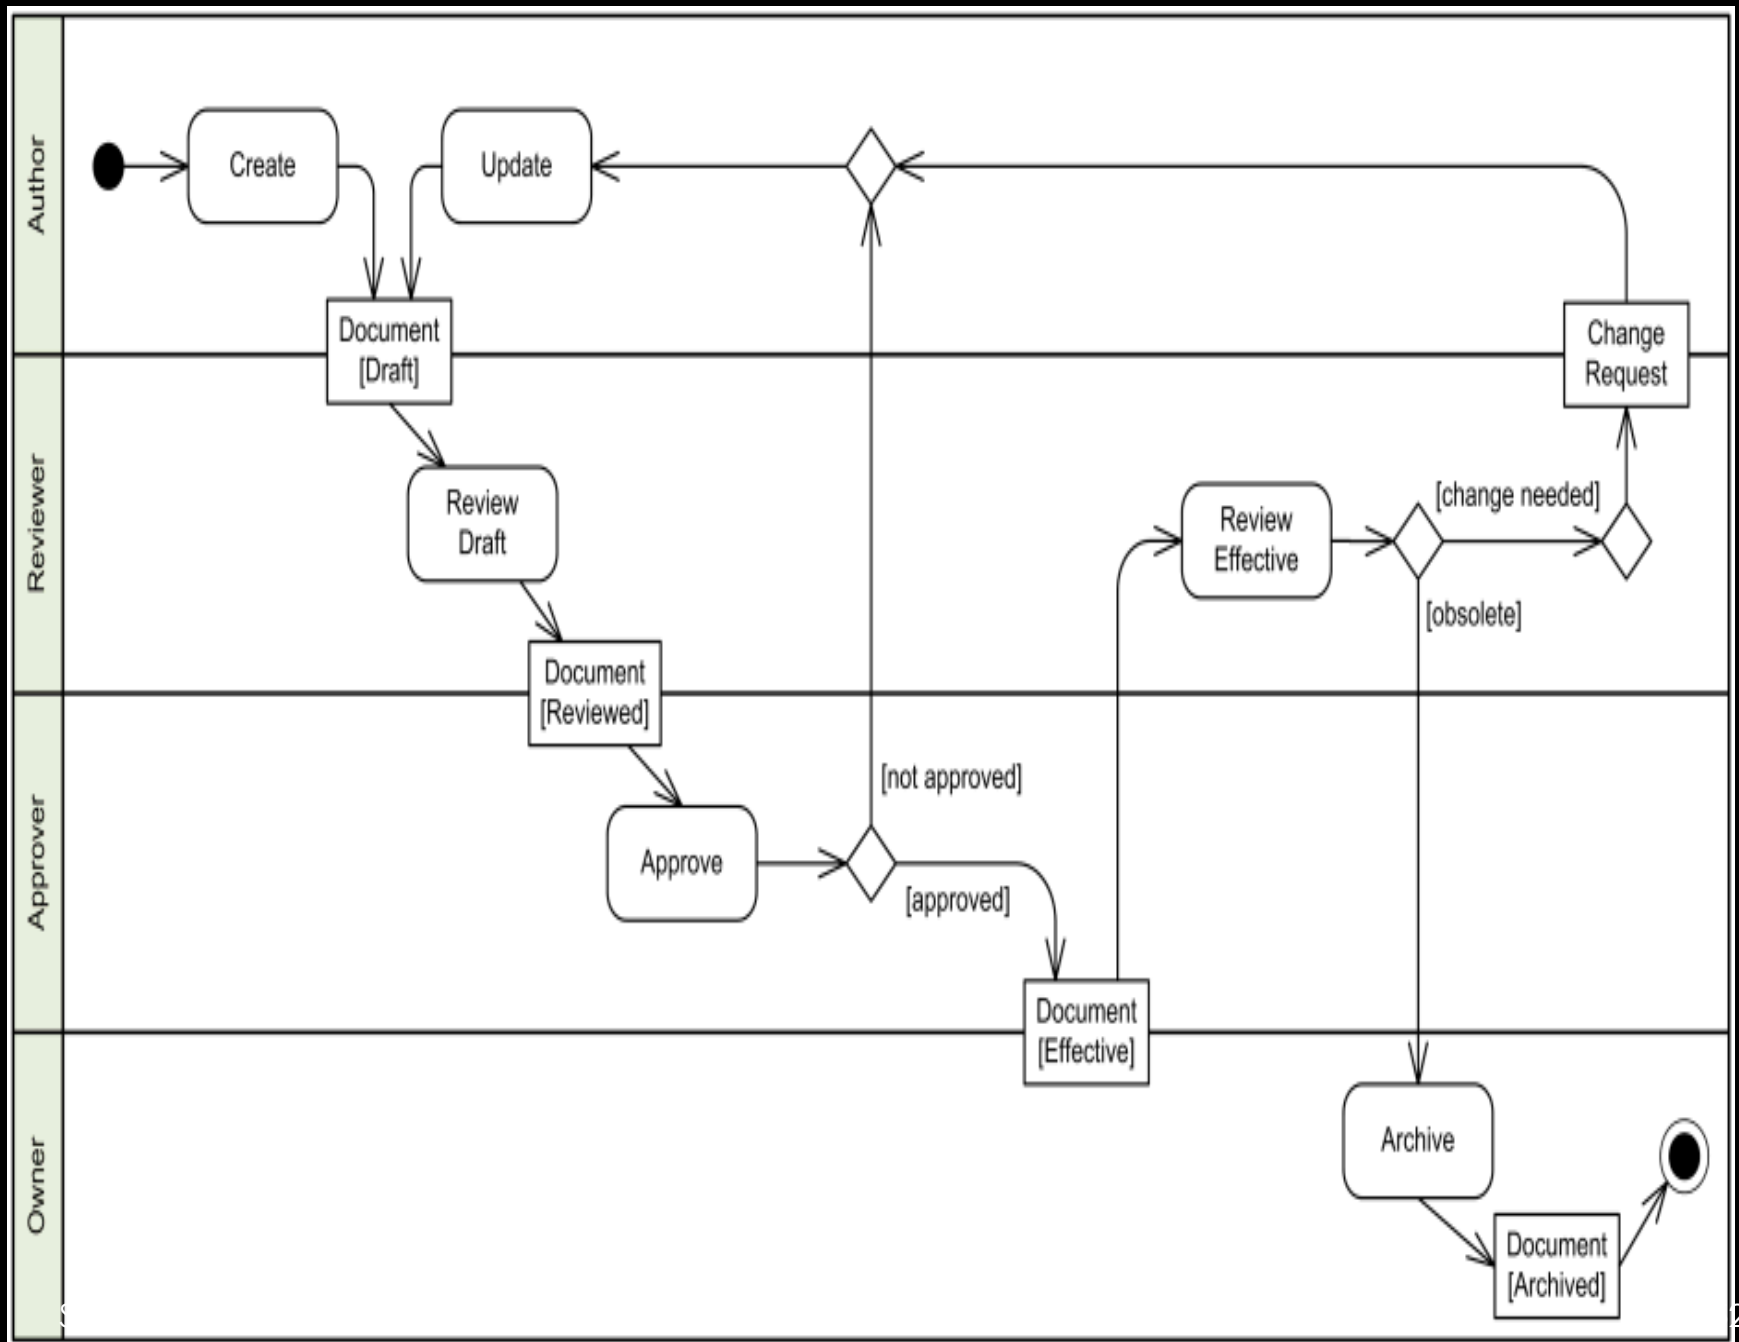 Author
Create
Update
Document
[Draft]
Change
Request
Reviewer
Review
Draft
Review
Effective
[change needed]
[obsolete]
Document
[Reviewed]
Approver
[not approved]
Approve
[approved]
Document
[Effective]
Owner
Archive
Document
[Archived]